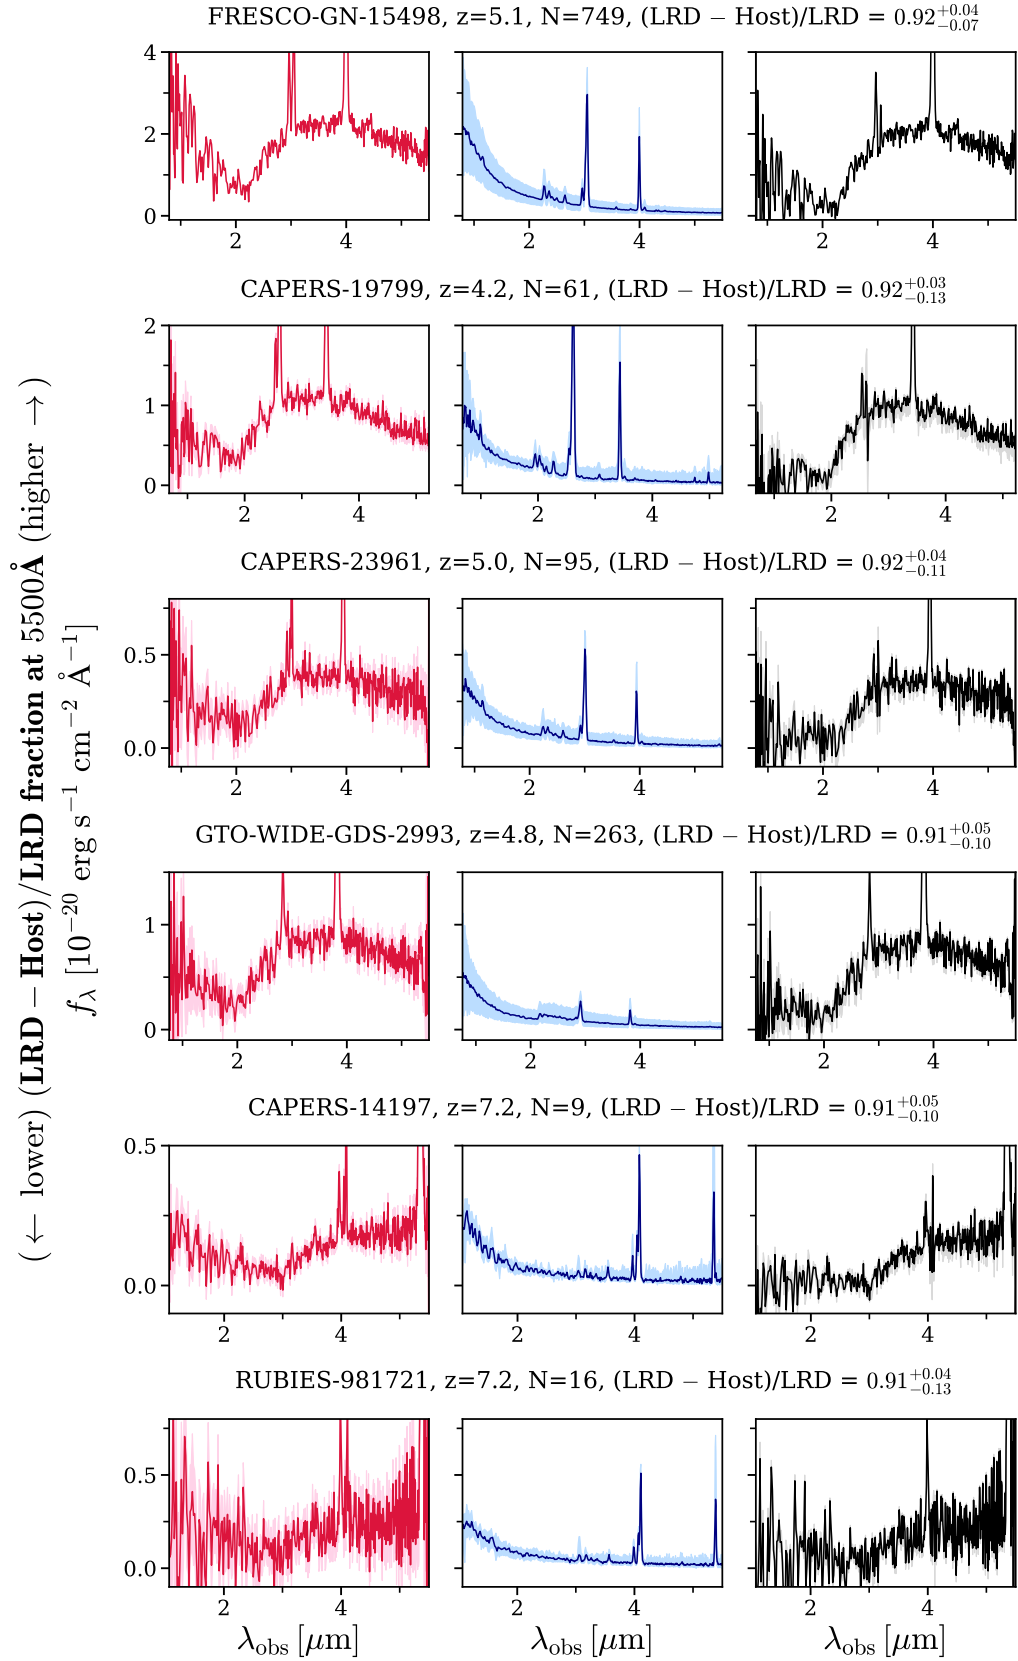 FRESCO-GN-15498, z=5.1, N=749, (LRD − Host)/LRD = 0.92^{+0.04}_{−0.07}
4
2
0
2 4
2 4
2 4
CAPERS-19799, z=4.2, N=61, (LRD − Host)/LRD = 0.92^{+0.03}_{−0.13}
2
1
0
2 4
2 4
2 4
CAPERS-23961, z=5.0, N=95, (LRD − Host)/LRD = 0.92^{+0.04}_{−0.11}
0.5
0.0
2 4
2 4
2 4
(← lower) (LRD − Host)/LRD fraction at 5500Å (higher →)
f_λ [10^{−20} erg s^{−1} cm^{−2} Å^{−1}]
GTO-WIDE-GDS-2993, z=4.8, N=263, (LRD − Host)/LRD = 0.91^{+0.05}_{−0.10}
1
0
2 4
2 4
2 4
CAPERS-14197, z=7.2, N=9, (LRD − Host)/LRD = 0.91^{+0.05}_{−0.10}
0.5
0.0
2 4
2 4
2 4
RUBIES-981721, z=7.2, N=16, (LRD − Host)/LRD = 0.91^{+0.04}_{−0.13}
0.5
0.0
2 4
2 4
2 4
λ_obs [μm]
λ_obs [μm]
λ_obs [μm]